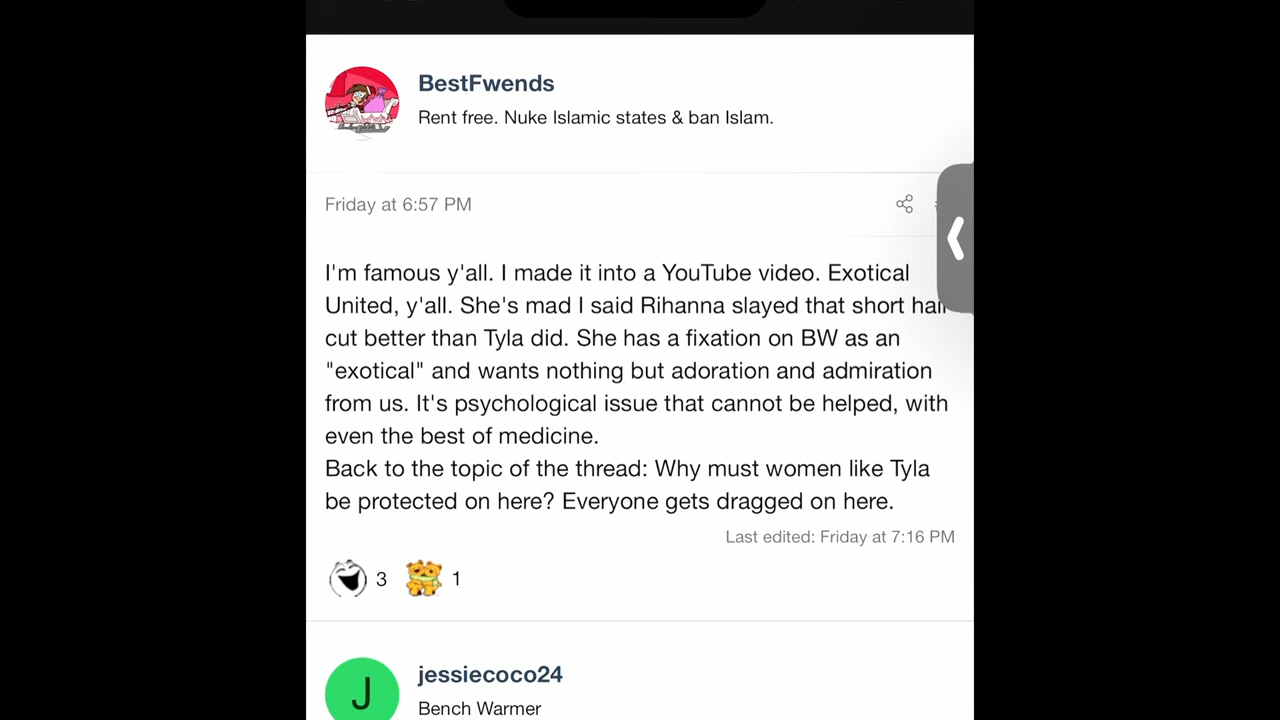 BestFwends
Rent free. Nuke Islamic states & ban Islam.
Friday at 6:57 PM
I'm famous y'all. I made it into a YouTube video. Exotical
United, y'all. She's mad I said Rihanna slayed that short hair
cut better than Tyla did. She has a fixation on BW as an
"exotical" and wants nothing but adoration and admiration
from us. It's psychological issue that cannot be helped, with
even the best of medicine.
Back to the topic of the thread: Why must women like Tyla
be protected on here? Everyone gets dragged on here.
Last edited: Friday at 7:16 PM
3 1
J
jessiecoco24
Bench Warmer